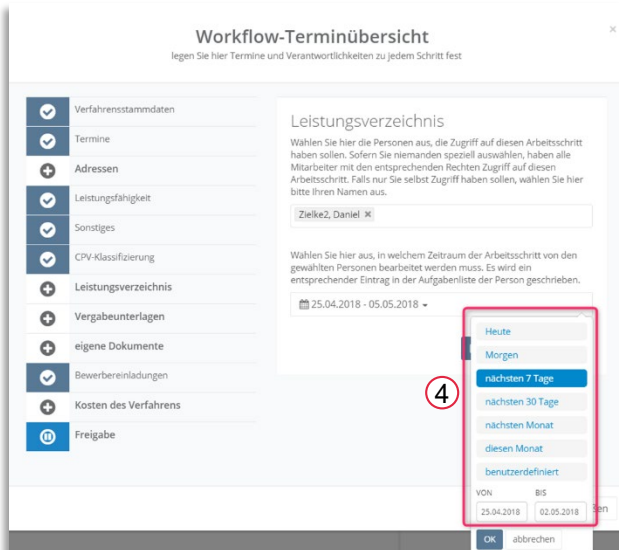 Workflow-Terminübersicht
legen Sie hier Termine und Verantwortlichkeiten zu jedem Schritt fest
×
Verfahrensstammdaten
Termine
Adressen
Leistungsfähigkeit
Sonstiges
CPV-Klassifizierung
Leistungsverzeichnis
Vergabeunterlagen
eigene Dokumente
Bewerbereinladungen
Kosten des Verfahrens
Freigabe
Leistungsverzeichnis
Wählen Sie hier die Personen aus, die Zugriff auf diesen Arbeitsschritt
haben sollen. Sofern Sie niemanden speziell auswählen, haben alle
Mitarbeiter mit den entsprechenden Rechten Zugriff auf diesen
Arbeitsschritt. Falls nur Sie selbst Zugriff haben sollen, wählen Sie hier
bitte Ihren Namen aus.
Zielke2, Daniel ×
Wählen Sie hier aus, in welchem Zeitraum der Arbeitsschritt von den
gewählten Personen bearbeitet werden muss. Es wird ein
entsprechender Eintrag in der Aufgabenliste der Person geschrieben.
25.04.2018 - 05.05.2018
4
Heute
Morgen
nächsten 7 Tage
nächsten 30 Tage
nächsten Monat
diesen Monat
benutzerdefiniert
VON BIS
25.04.2018 02.05.2018
OK abbrechen